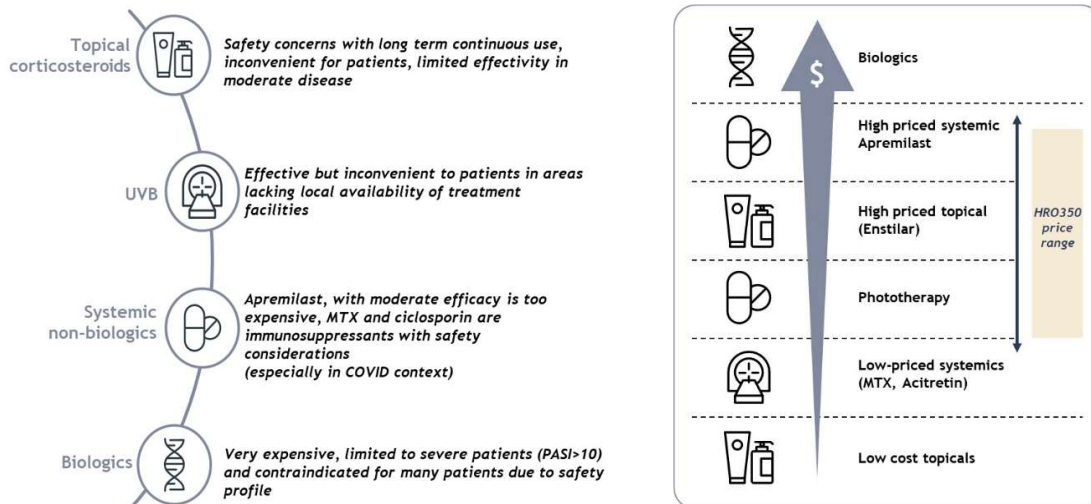 Topical
corticosteroids
Safety concerns with long term continuous use,
inconvenient for patients, limited effectivity in
moderate disease
UVB
Effective but inconvenient to patients in areas
lacking local availability of treatment
facilities
Systemic
non-biologics
Apremilast, with moderate efficacy is too
expensive, MTX and ciclosporin are
immunosuppressants with safety
considerations
(especially in COVID context)
Biologics
Very expensive, limited to severe patients (PASI>10)
and contraindicated for many patients due to safety
profile
$
Biologics
High priced systemic
Apremilast
High priced topical
(Enstilar)
Phototherapy
Low-priced systemics
(MTX, Acitretin)
Low cost topicals
HRO350
price
range